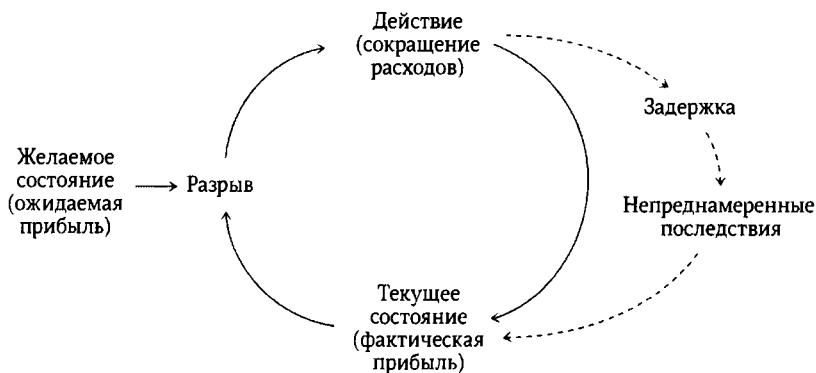 Действие
(сокращение
расходов)
Задержка
Желаемое
состояние
(ожидаемая
прибыль)
Разрыв
Непреднамеренные
последствия
Текущее
состояние
(фактическая
прибыль)